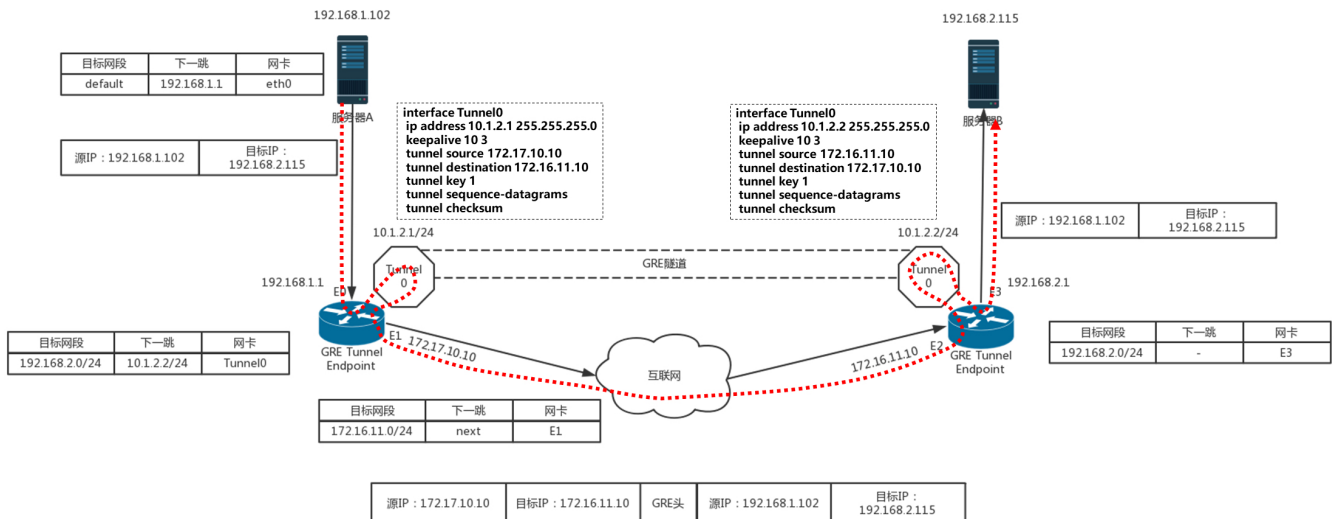 192.168.1.102
192.168.2.115
目标网段 下一跳 网卡
default 192.168.1.1 eth0
服务器A
服务器B
interface Tunnel0
ip address 10.1.2.1 255.255.255.0
keepalive 10 3
tunnel source 172.17.10.10
tunnel destination 172.16.11.10
tunnel key 1
tunnel sequence-datagrams
tunnel checksum
interface Tunnel0
ip address 10.1.2.2 255.255.255.0
keepalive 10 3
tunnel source 172.16.11.10
tunnel destination 172.17.10.10
tunnel key 1
tunnel sequence-datagrams
tunnel checksum
源IP：192.168.1.102 目标IP：
192.168.2.115
源IP：192.168.1.102 目标IP：
192.168.2.115
10.1.2.1/24
10.1.2.2/24
GRE隧道
Tunnel
0
Tunnel
0
192.168.1.1
E0
E3
192.168.2.1
E1
172.17.10.10
172.16.11.10
E2
GRE Tunnel
Endpoint
GRE Tunnel
Endpoint
互联网
目标网段 下一跳 网卡
192.168.2.0/24 10.1.2.2/24 Tunnel0
目标网段 下一跳 网卡
192.168.2.0/24 - E3
目标网段 下一跳 网卡
172.16.11.0/24 next E1
源IP：172.17.10.10 目标IP：172.16.11.10 GRE头 源IP：192.168.1.102 目标IP：
192.168.2.115